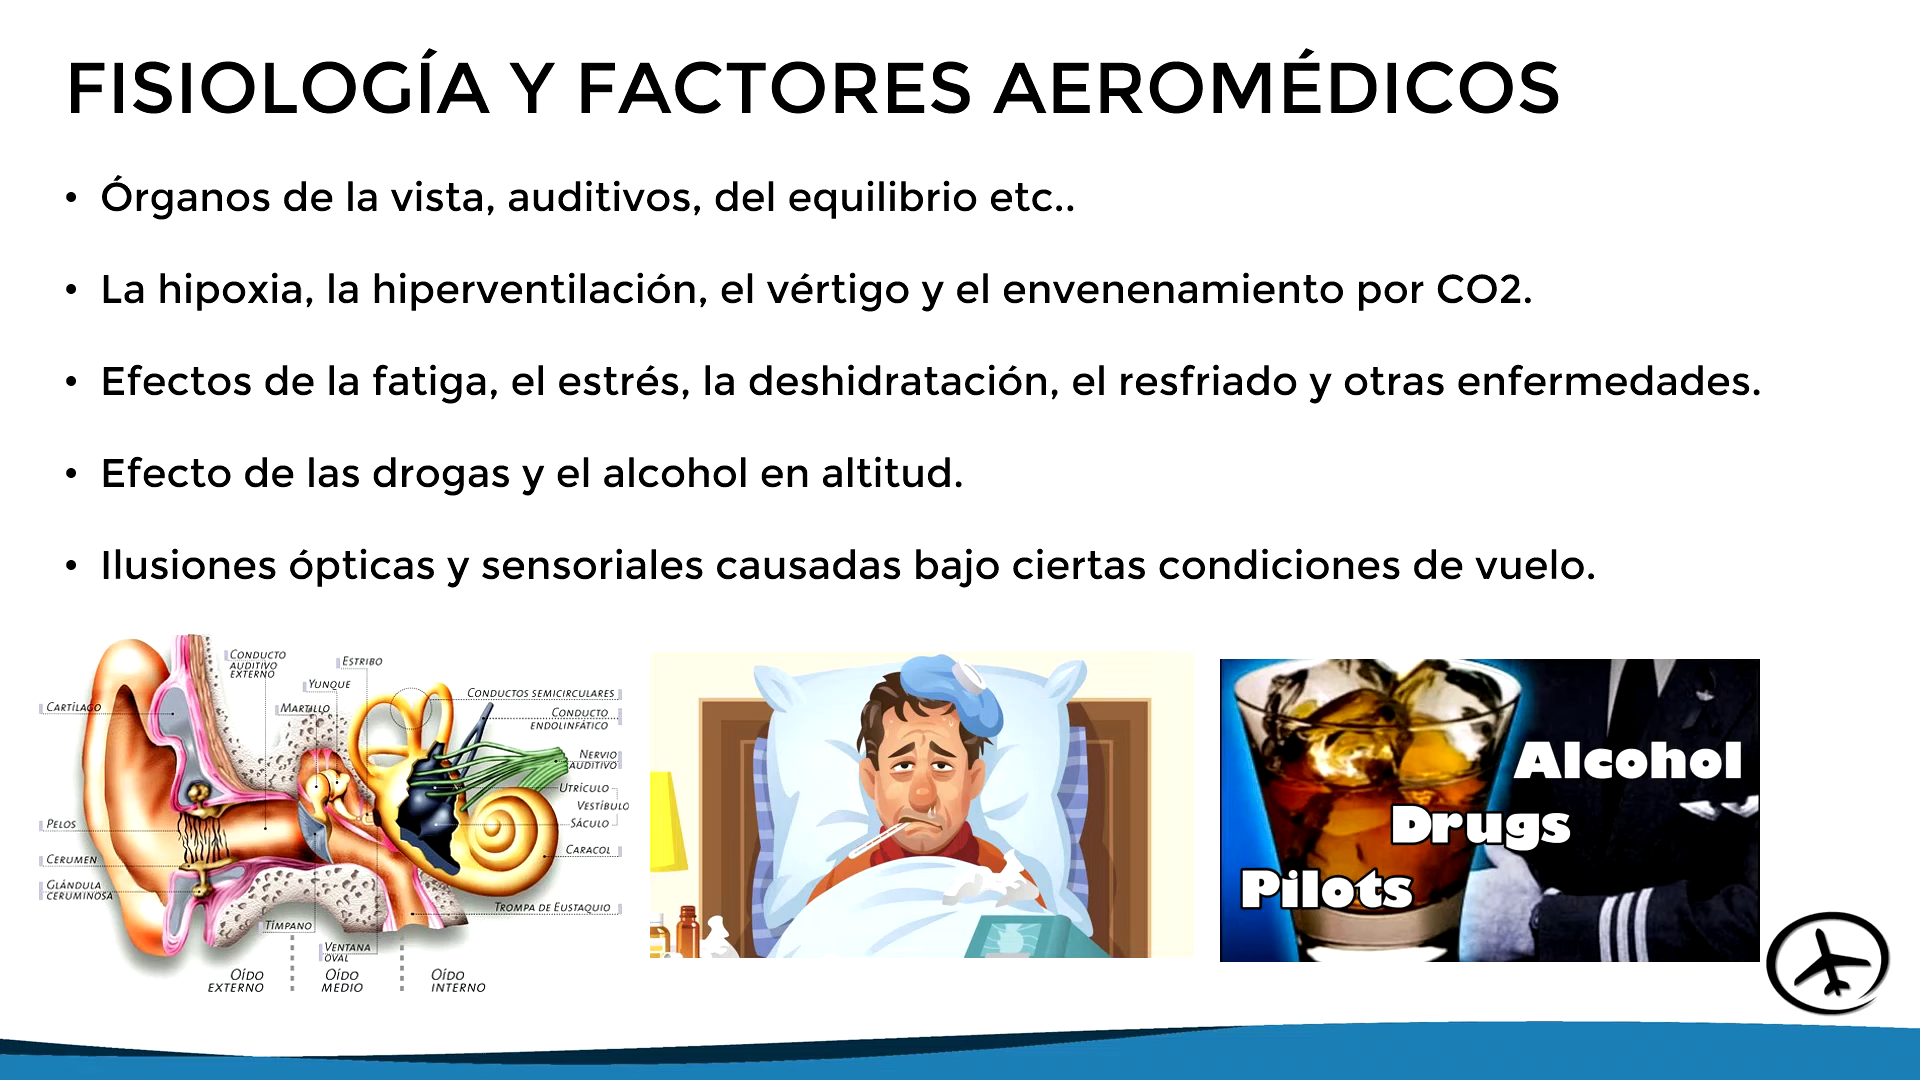 FISIOLOGÍA Y FACTORES AEROMÉDICOS
• Órganos de la vista, auditivos, del equilibrio etc..
• La hipoxia, la hiperventilación, el vértigo y el envenenamiento por CO2.
• Efectos de la fatiga, el estrés, la deshidratación, el resfriado y otras enfermedades.
• Efecto de las drogas y el alcohol en altitud.
• Ilusiones ópticas y sensoriales causadas bajo ciertas condiciones de vuelo.
CONDUCTO
AUDITIVO
EXTERNO
ESTRIBO
YUNQUE
MARTILLO
CARTÍLAGO
CONDUCTOS SEMICIRCULARES
CONDUCTO
ENDOLINFÁTICO
NERVIO
AUDITIVO
UTRÍCULO
VESTÍBULO
SÁCULO
CARACOL
PELOS
CERUMEN
GLÁNDULA
CERUMINOSA
TROMPA DE EUSTAQUIO
TÍMPANO
VENTANA
OVAL
OÍDO
EXTERNO
OÍDO
MEDIO
OÍDO
INTERNO
Alcohol
Drugs
Pilots